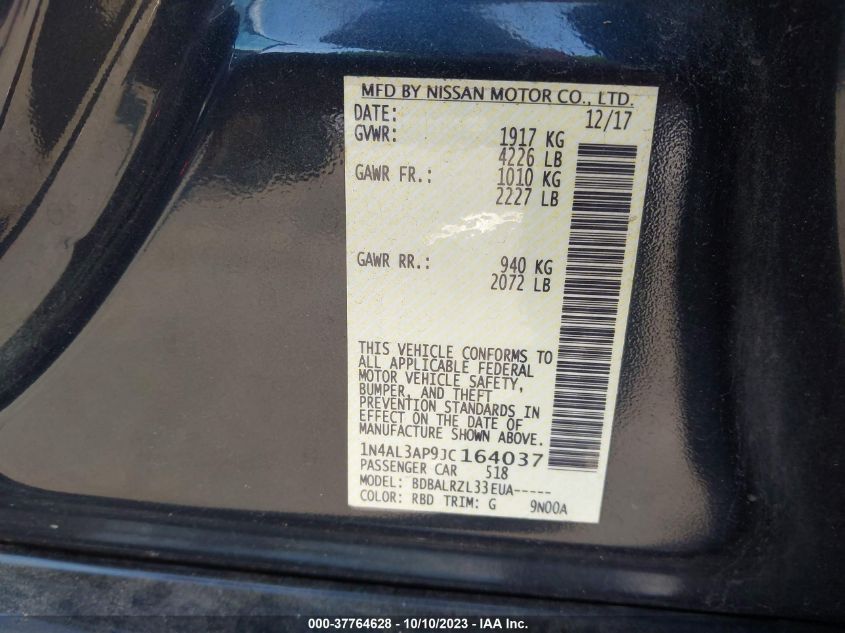 MFD BY NISSAN MOTOR CO., LTD.
DATE: 12/17
GVWR: 1917 KG
4226 LB
GAWR FR.: 1010 KG
2227 LB
GAWR RR.: 940 KG
2072 LB
THIS VEHICLE CONFORMS TO
ALL APPLICABLE FEDERAL
MOTOR VEHICLE SAFETY,
BUMPER, AND THEFT
PREVENTION STANDARDS IN
EFFECT ON THE DATE OF
MANUFACTURE SHOWN ABOVE.
1N4AL3AP9JC164037
PASSENGER CAR 518
MODEL: BDBALRZL33EUA-----
COLOR: RBD TRIM: G 9N00A
000-37764628 - 10/10/2023 - IAA Inc.